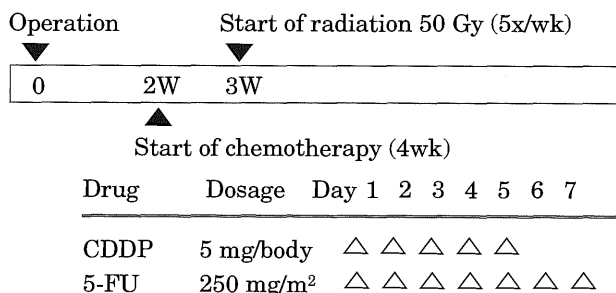 Operation Start of radiation 50 Gy (5x/wk)
0 2W 3W
Start of chemotherapy (4wk)
Drug Dosage Day 1 2 3 4 5 6 7
CDDP 5 mg/body △ △ △ △ △
5-FU 250 mg/m² △ △ △ △ △ △ △